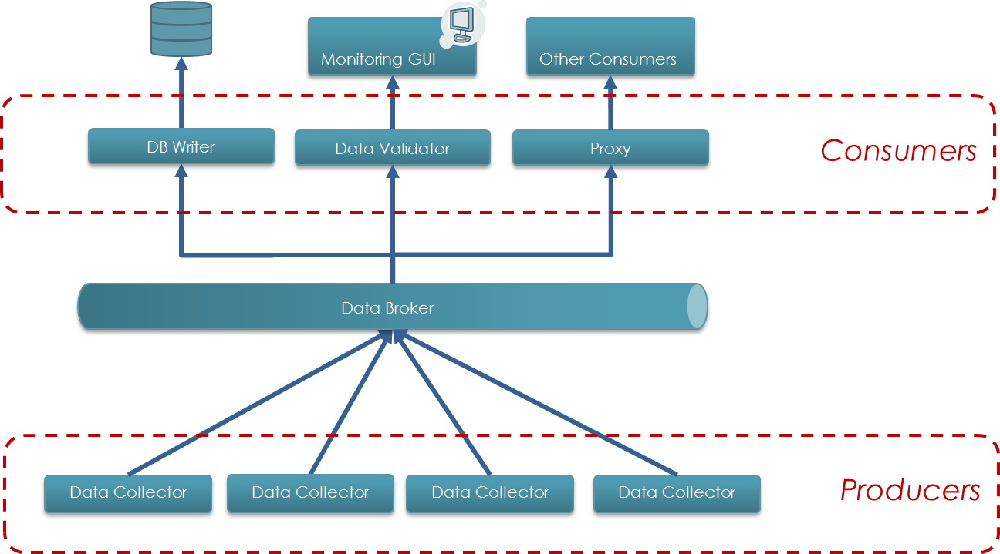 Monitoring GUI
Other Consumers
DB Writer
Data Validator
Proxy
Consumers
Data Broker
Data Collector
Data Collector
Data Collector
Data Collector
Producers